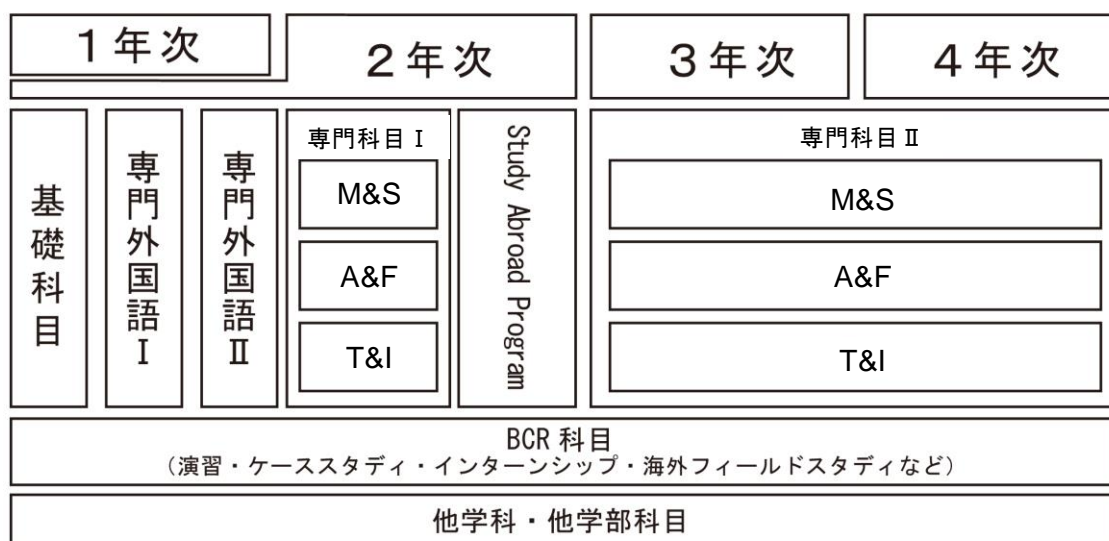 1年次
2年次
3年次
4年次
基礎科目
専門外国語Ⅰ
専門外国語Ⅱ
専門科目Ⅰ
M&S
A&F
T&I
Study Abroad Program
専門科目Ⅱ
M&S
A&F
T&I
BCR科目
（演習・ケーススタディ・インターンシップ・海外フィールドスタディなど）
他学科・他学部科目